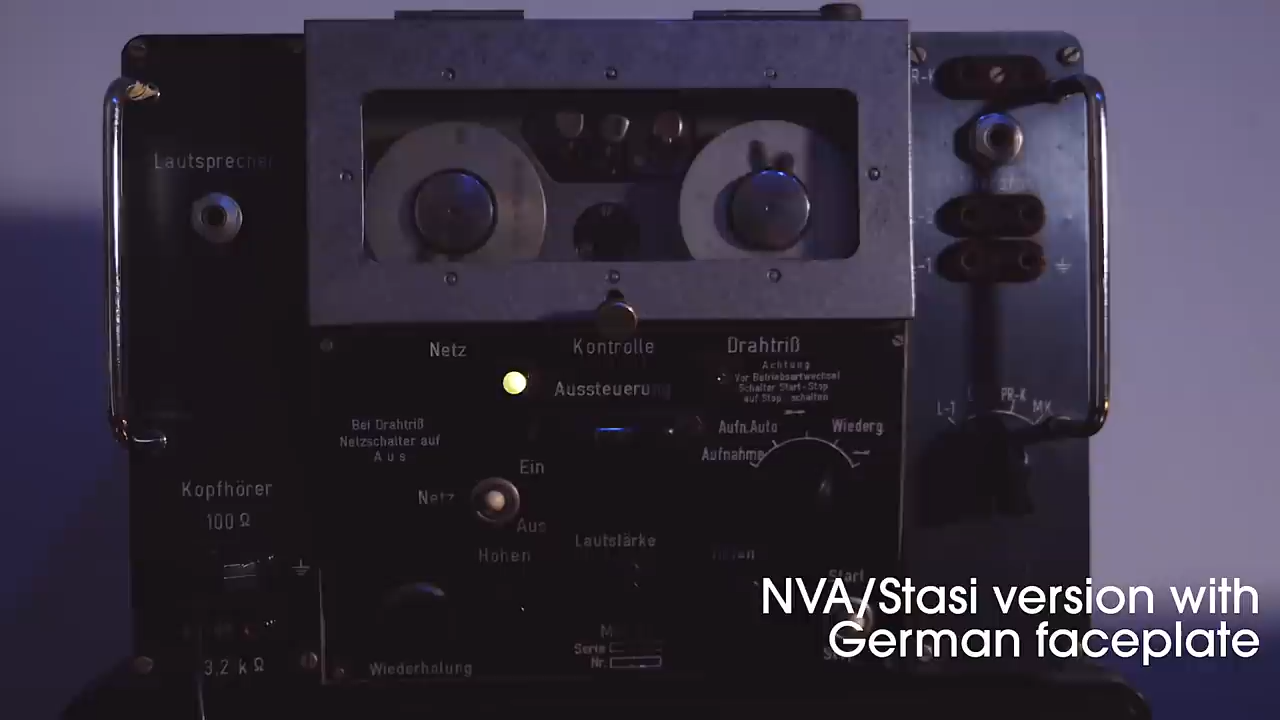 Lautsprecher
Netz
Kontrolle
Drahtriß
Achtung
Vor Betriebsartwechsel
Schalter Start-Stop
auf Stop schalten
Aussteuerung
Bei Drahtriß
Netzschalter auf
Aus
Aufn.Auto
Wiederg
Aufnahme
L-1
PR-K
MK
Ein
Netz
Aus
Kopfhörer
100 Ω
Höhen
Lautstärke
Start
Serie
Nr.
3,2 k Ω
Wiederholung
NVA/Stasi version with
German faceplate